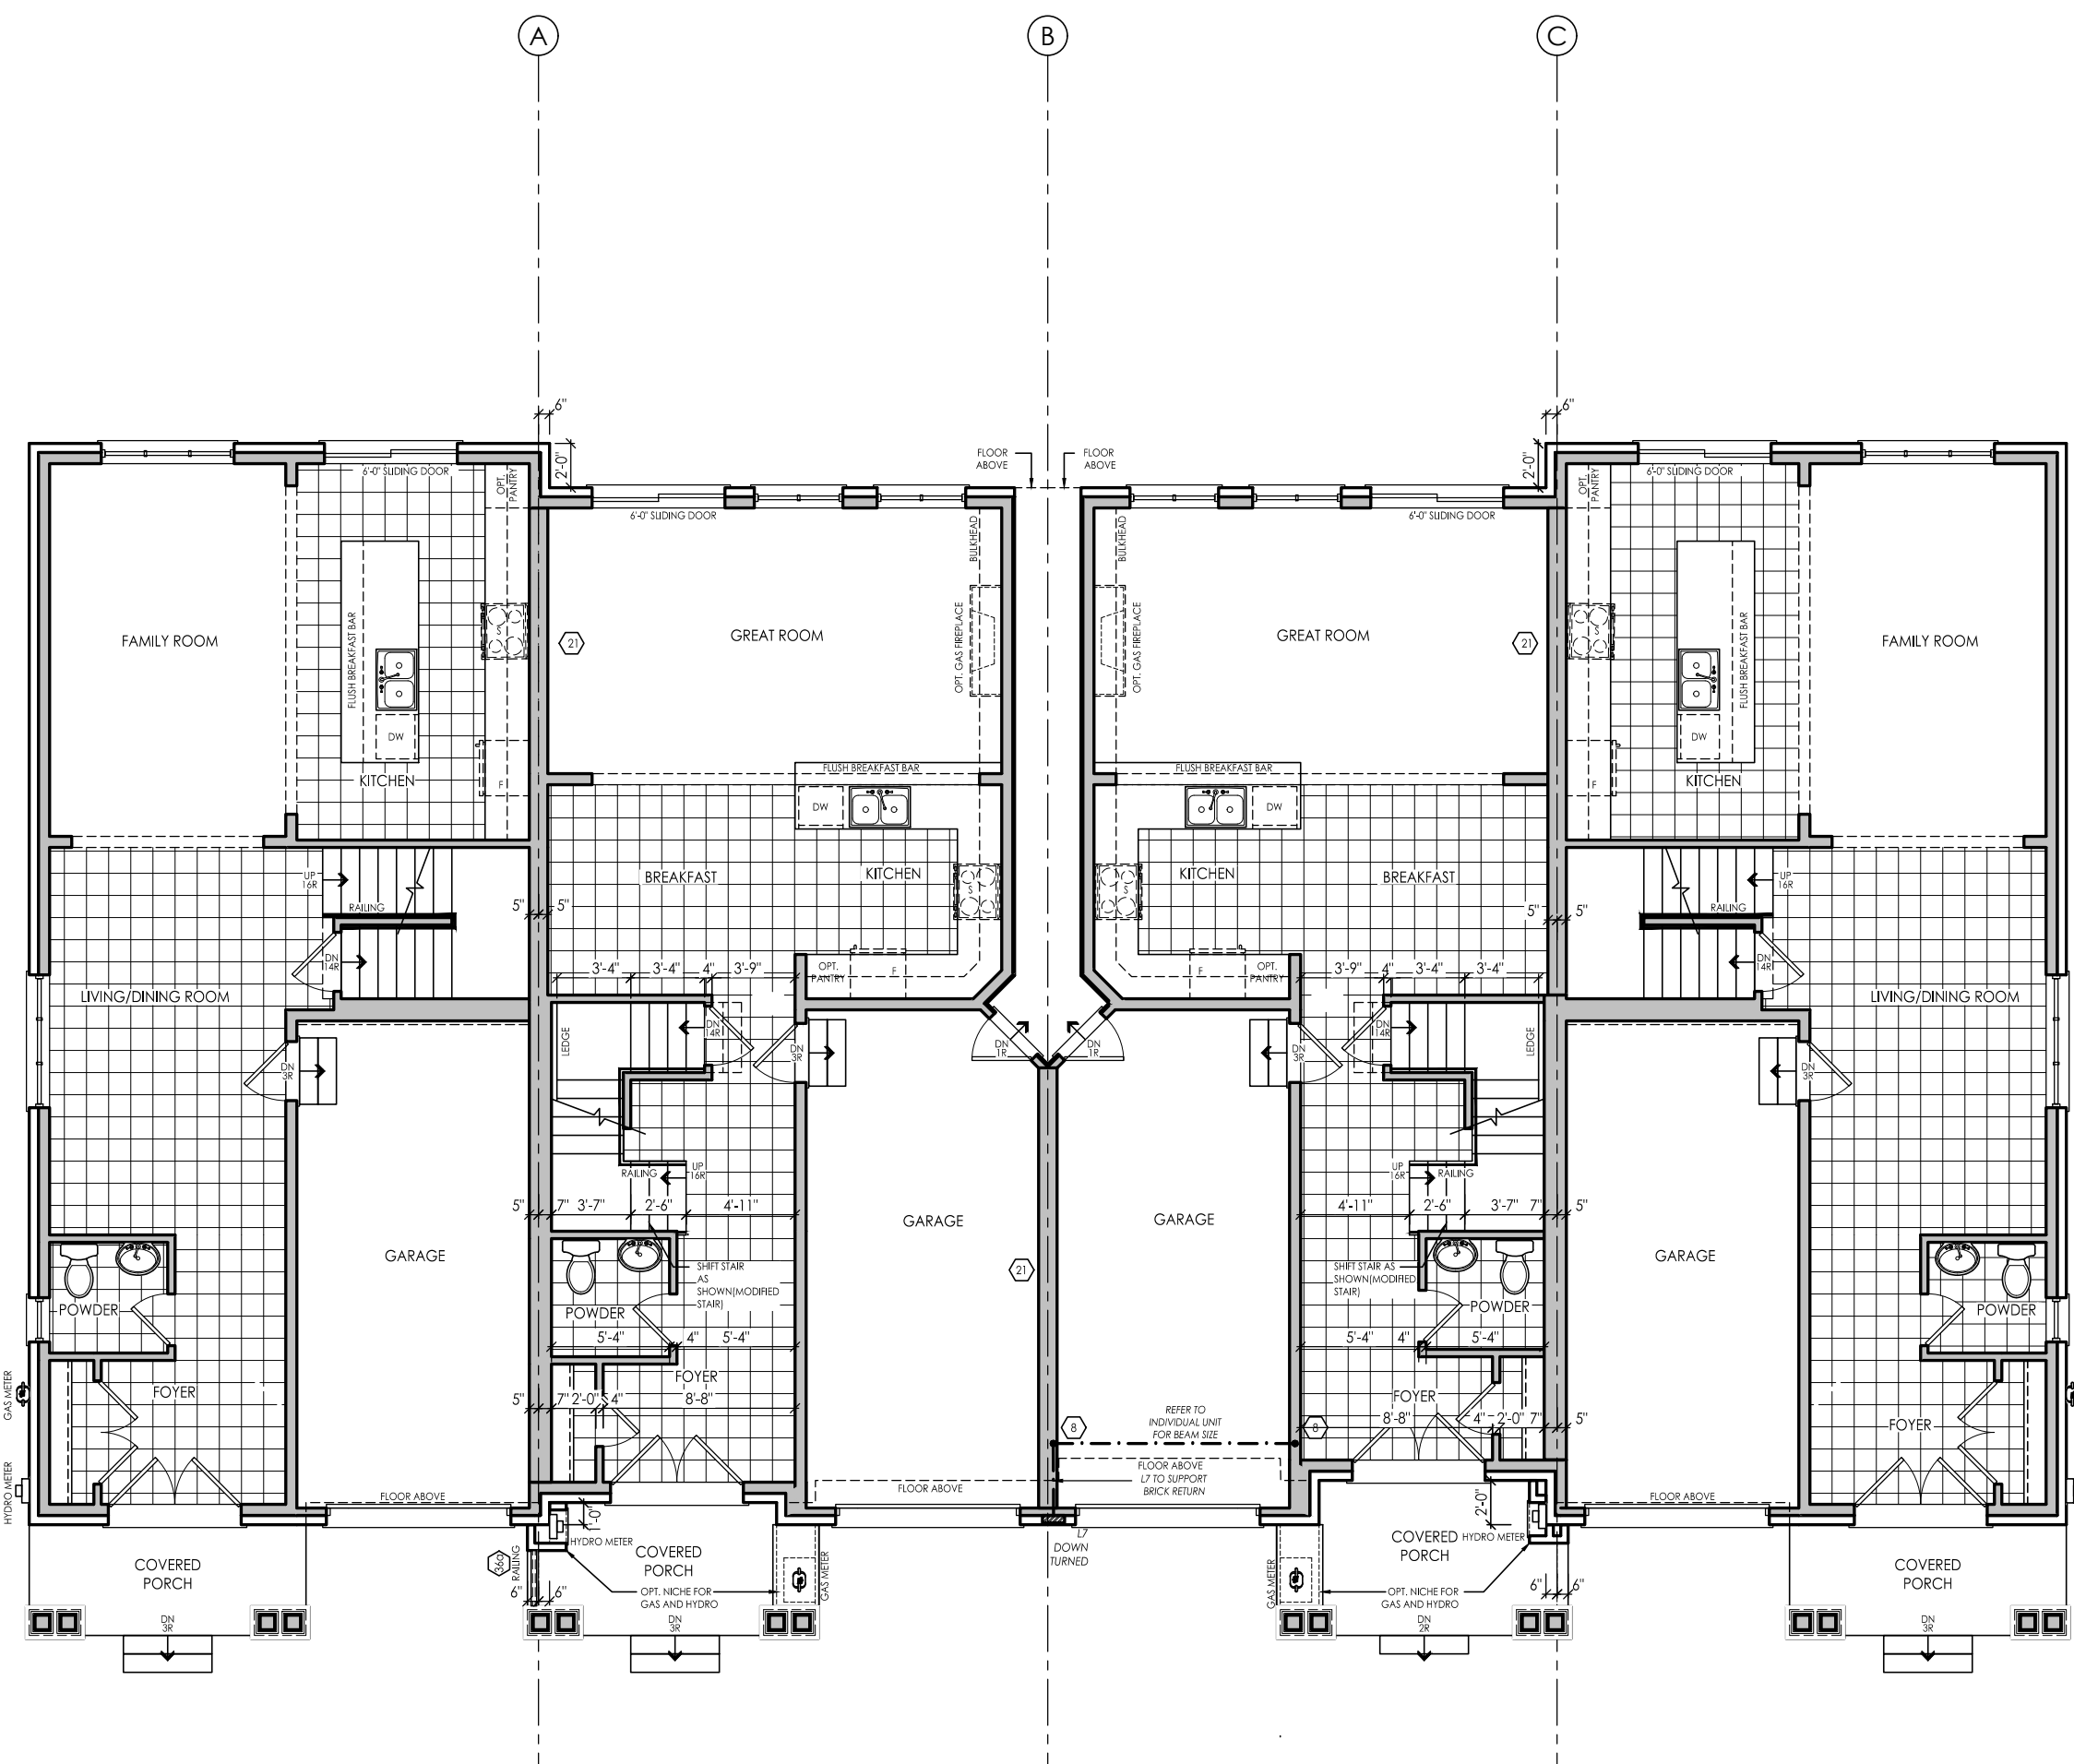 A
B
C
6"
6"
2'-0"
2'-0"
FLOOR
ABOVE
FLOOR
ABOVE
6'-0" SLIDING DOOR
OPT.
PANTRY
6'-0" SLIDING DOOR
BULKHEAD
BULKHEAD
6'-0" SLIDING DOOR
OPT.
PANTRY
6'-0" SLIDING DOOR
FAMILY ROOM
FLUSH BREAKFAST BAR
S
21
GREAT ROOM
OPT. GAS FIREPLACE
OPT. GAS FIREPLACE
GREAT ROOM
21
S
FLUSH BREAKFAST BAR
FAMILY ROOM
DW
KITCHEN
F
FLUSH BREAKFAST BAR
FLUSH BREAKFAST BAR
DW
KITCHEN
F
DW
DW
UP
16R
RAILING
BREAKFAST
KITCHEN
S
S
KITCHEN
BREAKFAST
UP
16R
RAILING
5"
5"
5"
5"
DN
14R
3'-4"
3'-4"
4"
3'-9"
OPT.
PANTRY
F
F
OPT.
PANTRY
3'-9"
4"
3'-4"
3'-4"
DN
14R
LIVING/DINING ROOM
LIVING/DINING ROOM
LEDGE
DN
14R
DN
3R
DN
1R
DN
1R
DN
3R
DN
14R
LEDGE
DN
3R
DN
3R
RAILING
UP
16R
UP
16R
RAILING
5"
7"
3'-7"
2'-6"
4'-11"
4'-11"
2'-6"
3'-7"
7"
5"
GARAGE
GARAGE
GARAGE
GARAGE
21
SHIFT STAIR
AS
SHOWN(MODIFIED
STAIR)
SHIFT STAIR AS
SHOWN(MODIFIED
STAIR)
POWDER
POWDER
POWDER
POWDER
5'-4"
4"
5'-4"
5'-4"
4"
5'-4"
GAS METER
FOYER
FOYER
FOYER
FOYER
5"
7"
2'-0"
4"
8'-8"
8'-8"
4"
2'-0"
7"
5"
REFER TO
INDIVIDUAL UNIT
FOR BEAM SIZE
8
8
HYDRO METER
FLOOR ABOVE
L7 TO SUPPORT
BRICK RETURN
FLOOR ABOVE
FLOOR ABOVE
FLOOR ABOVE
1'-0"
2'-0"
HYDRO METER
HYDRO METER
L7
DOWN
TURNED
COVERED
PORCH
36a
RAILING
COVERED
PORCH
GAS METER
GAS METER
COVERED
PORCH
COVERED
PORCH
6"
6"
OPT. NICHE FOR
GAS AND HYDRO
OPT. NICHE FOR
GAS AND HYDRO
6"
6"
DN
3R
DN
3R
DN
2R
DN
3R